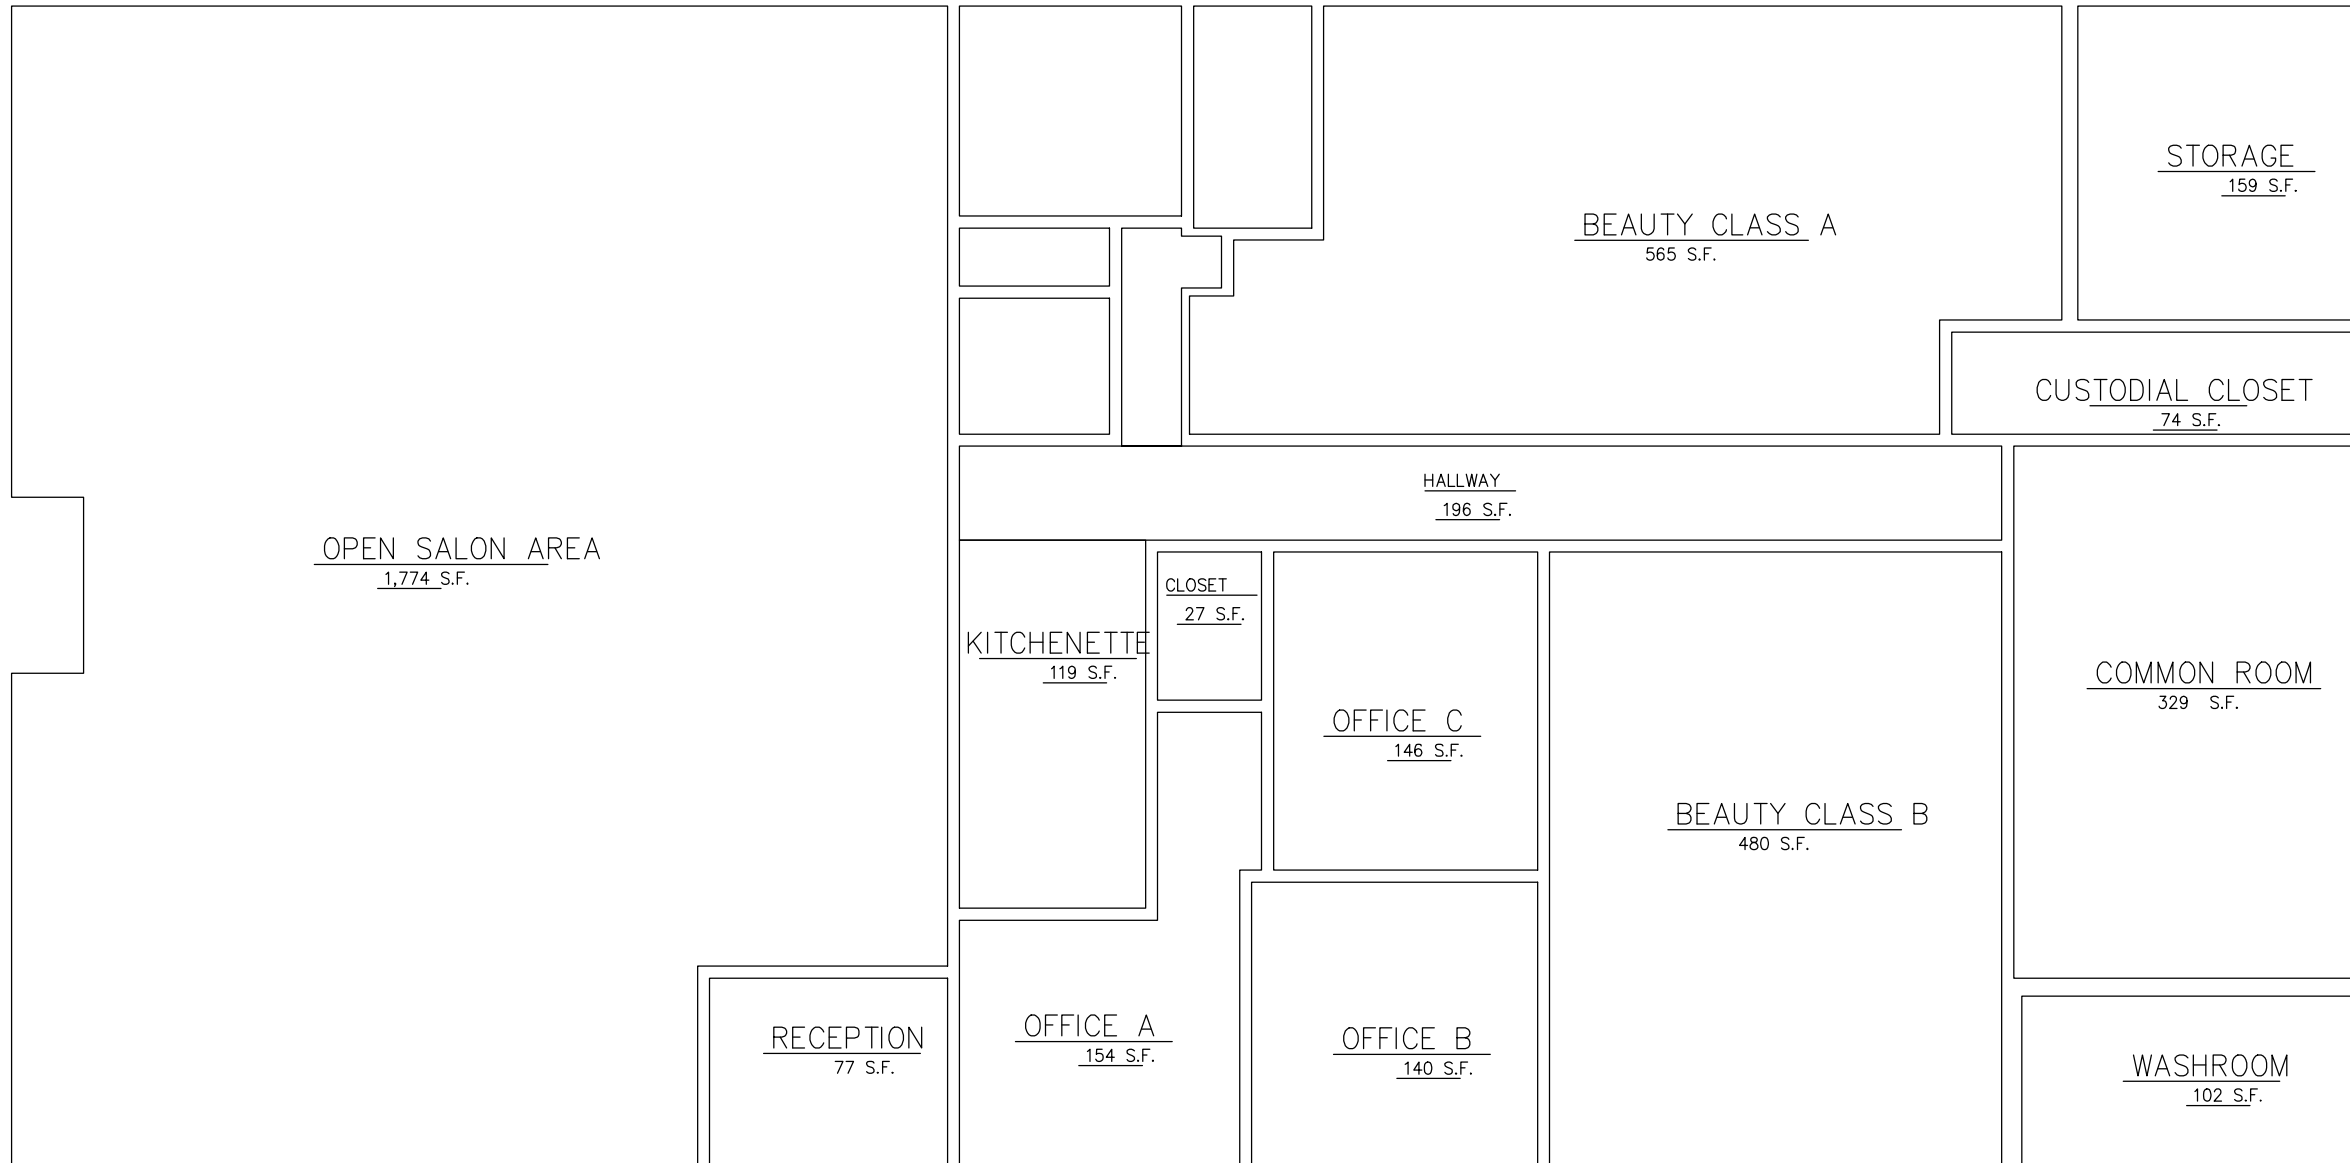 STORAGE
159 S.F.
BEAUTY CLASS A
565 S.F.
CUSTODIAL CLOSET
74 S.F.
HALLWAY
196 S.F.
OPEN SALON AREA
1,774 S.F.
CLOSET
27 S.F.
KITCHENETTE
119 S.F.
COMMON ROOM
329 S.F.
OFFICE C
146 S.F.
BEAUTY CLASS B
480 S.F.
RECEPTION
77 S.F.
OFFICE A
154 S.F.
OFFICE B
140 S.F.
WASHROOM
102 S.F.